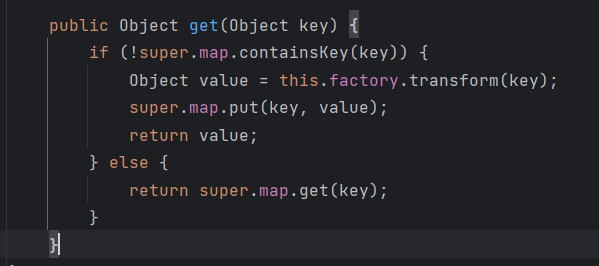 public Object get(Object key) {
if (!super.map.containsKey(key)) {
Object value = this.factory.transform(key);
super.map.put(key, value);
return value;
} else {
return super.map.get(key);
}
}